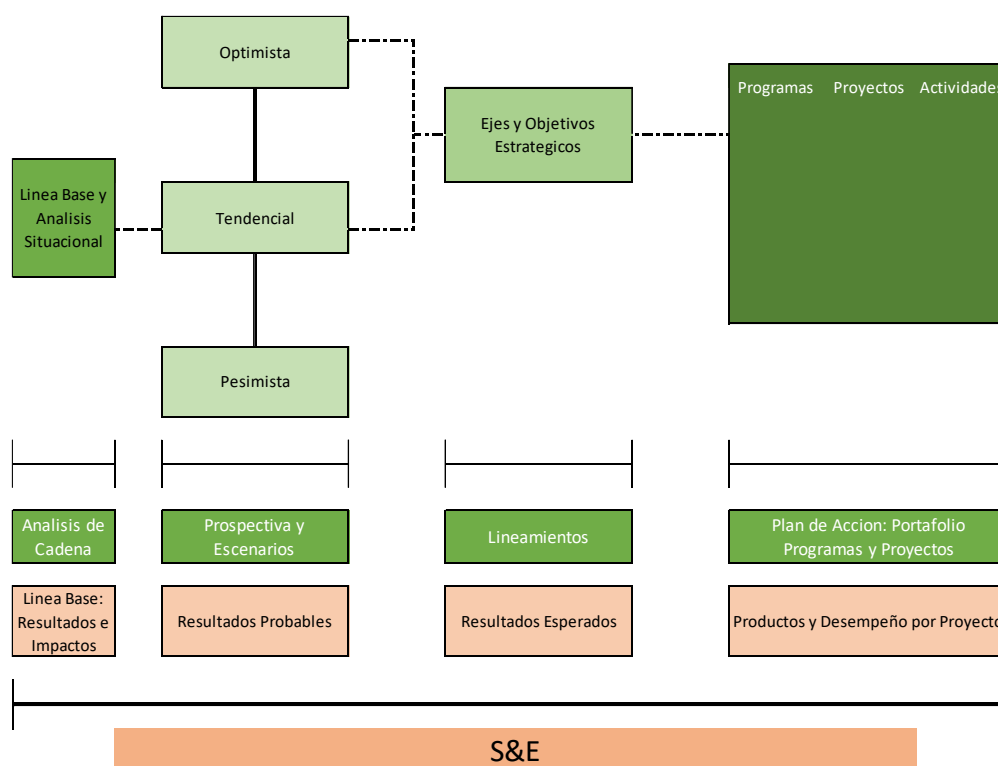 Optimista
Programas Proyectos Actividades
Ejes y Objetivos
Estrategicos
Linea Base y
Analisis
Situacional
Tendencial
Pesimista
Analisis de
Cadena
Prospectiva y
Escenarios
Lineamientos
Plan de Accion: Portafolio
Programas y Proyectos
Linea Base:
Resultados e
Impactos
Resultados Probables
Resultados Esperados
Productos y Desempeño por Proyecto
S&E